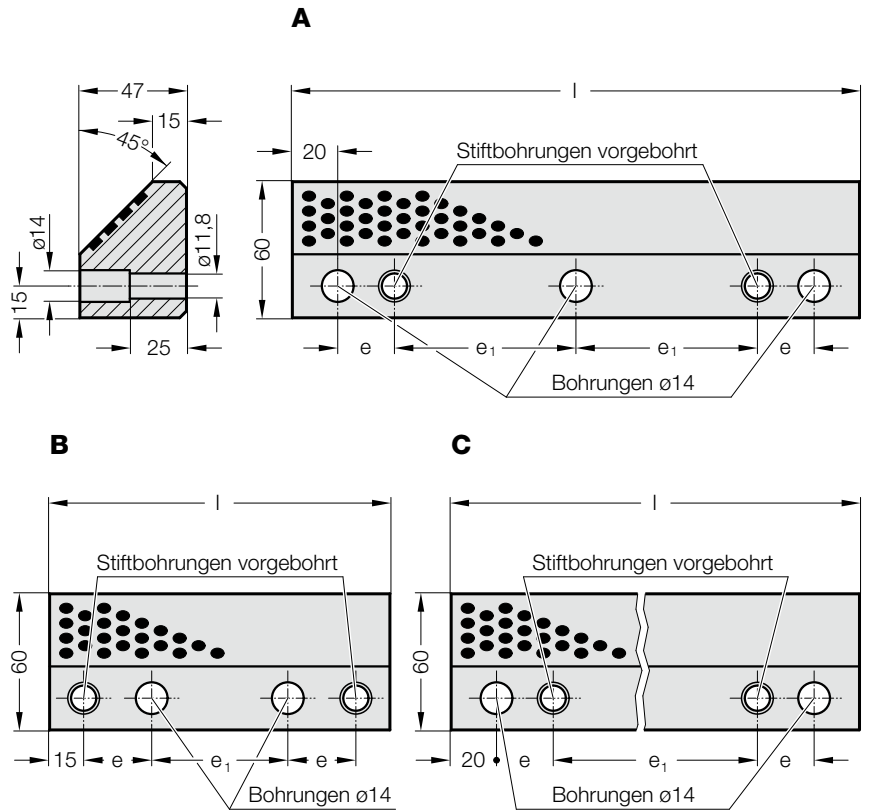 A
47
l
15
45°
20
Stiftbohrungen vorgebohrt
ø14
ø11,8
60
15
25
e
e₁
e₁
e
Bohrungen ø14
B
C
l
l
Stiftbohrungen vorgebohrt
Stiftbohrungen vorgebohrt
60
60
15
e
e₁
e
20
e
e₁
e
Bohrungen ø14
Bohrungen ø14